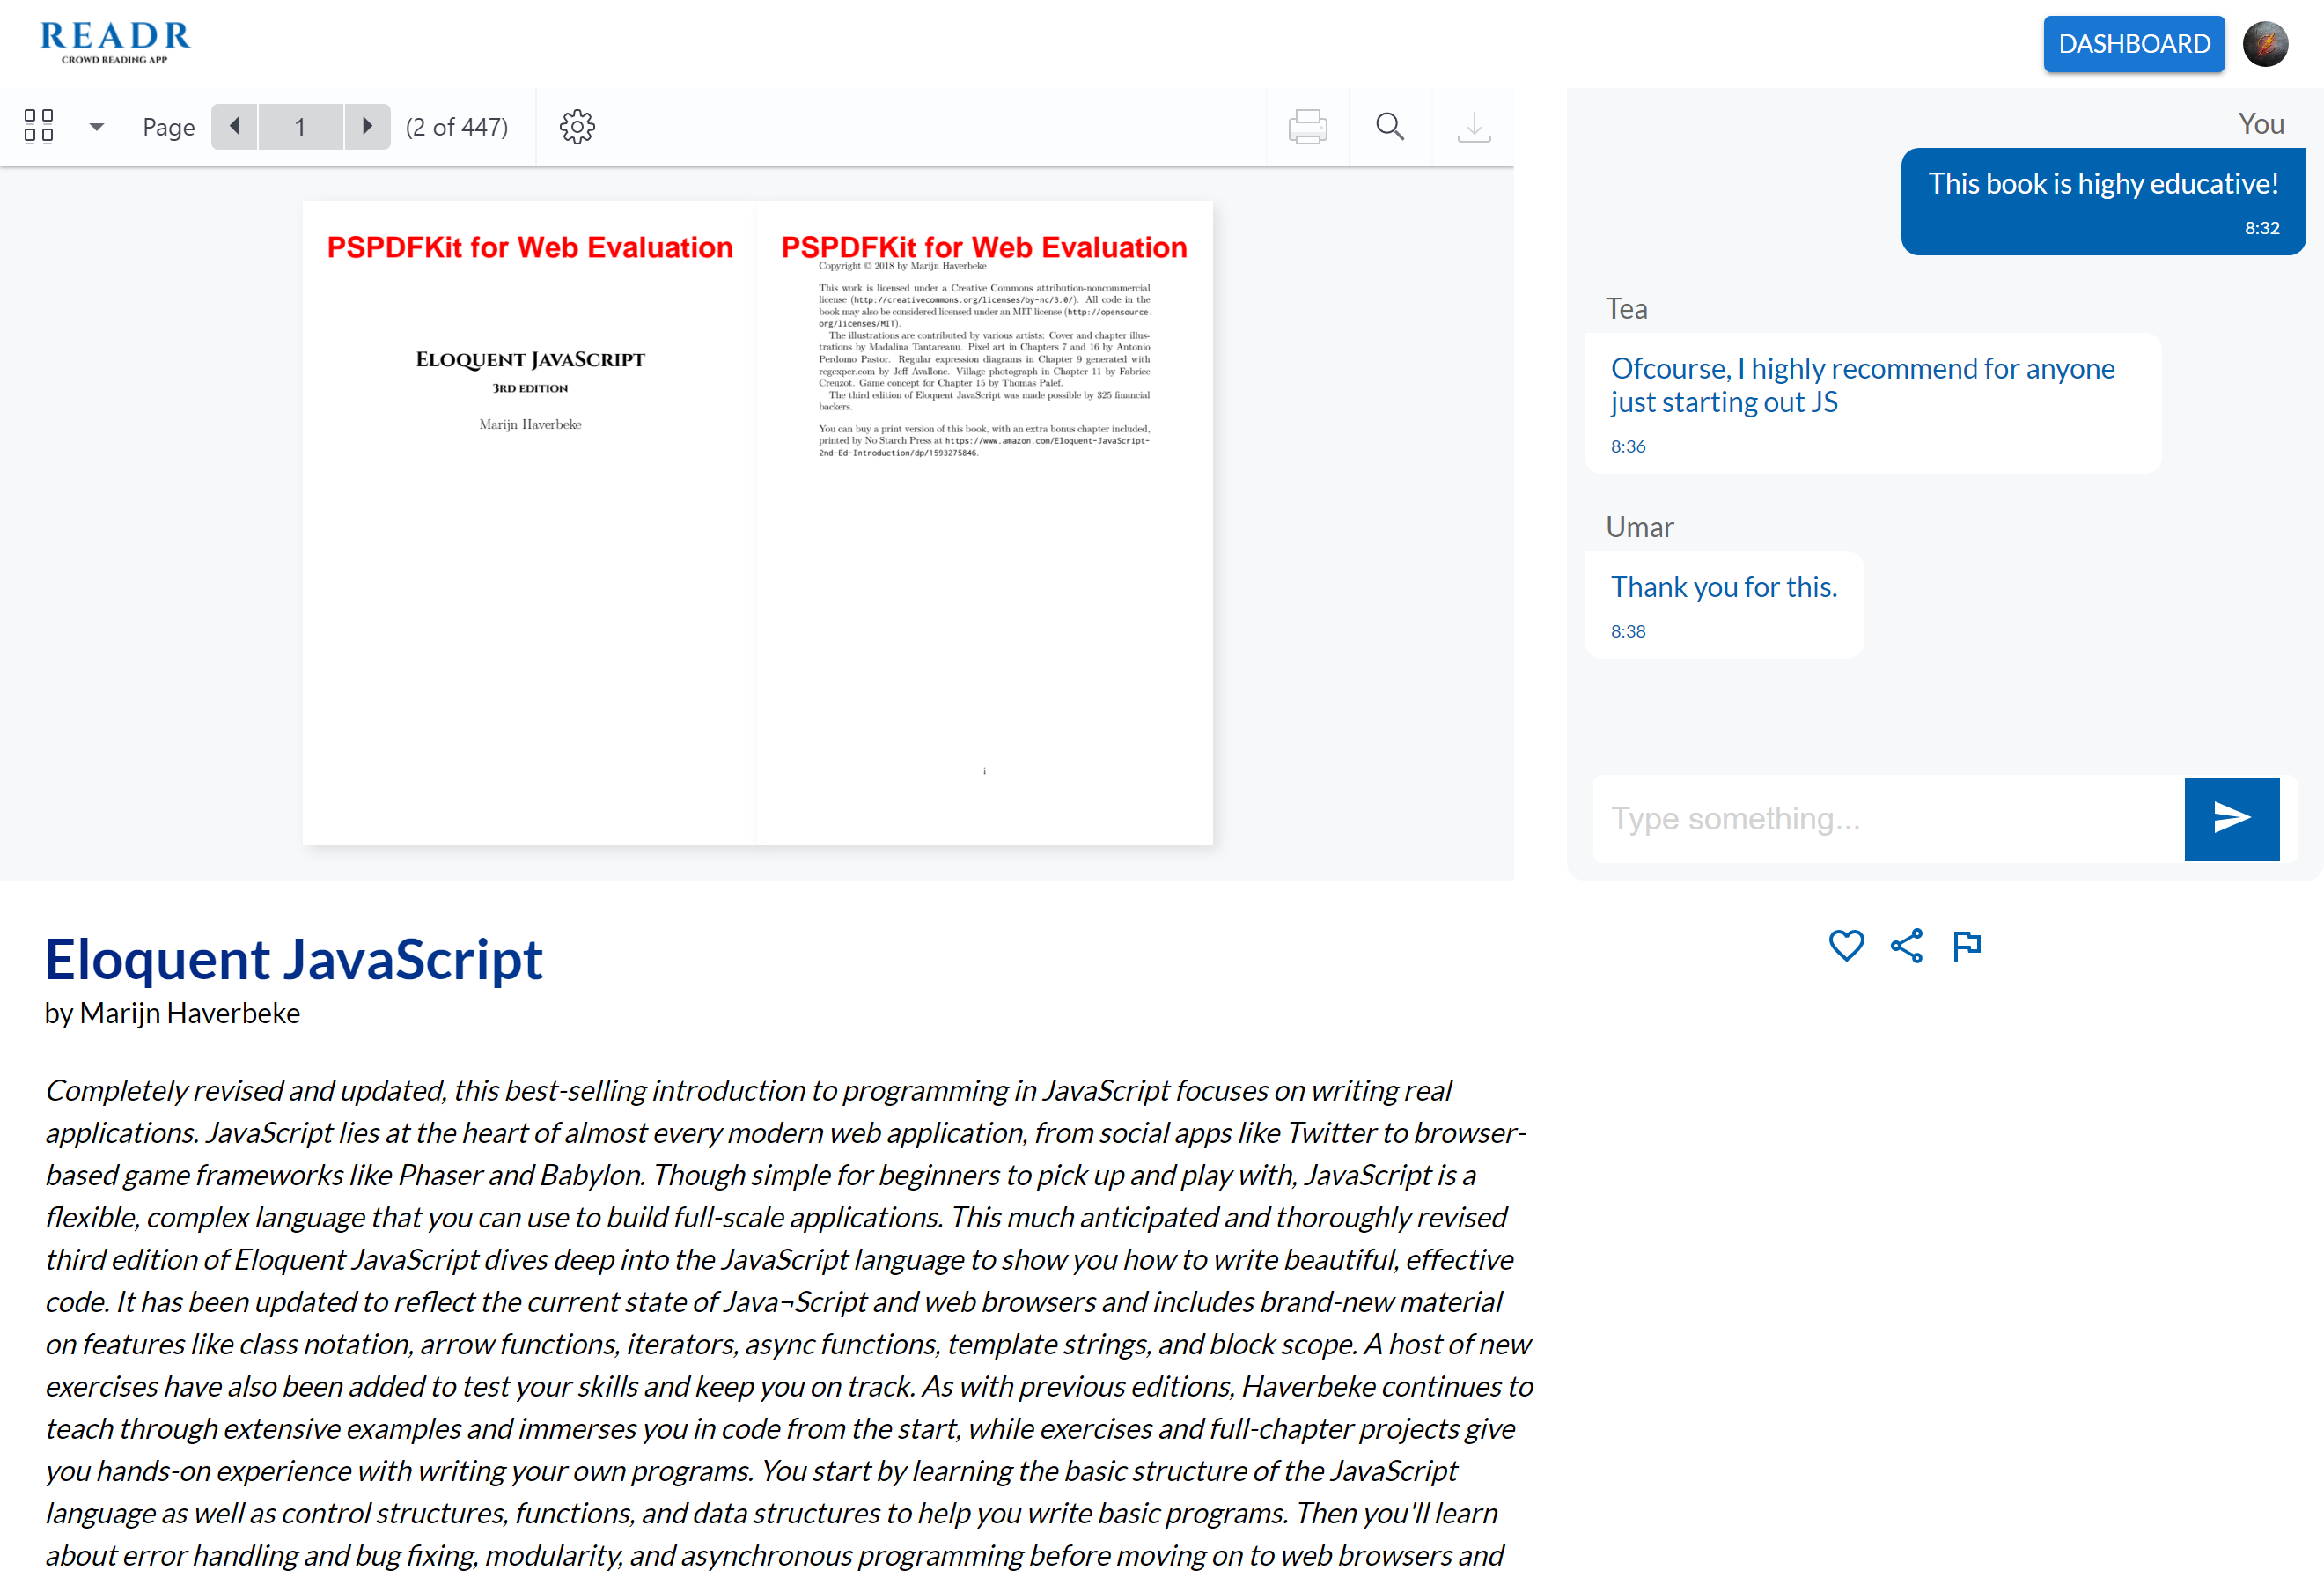 READR
CROWD READING APP
DASHBOARD
Page 1 (2 of 447)
PSPDFKit for Web Evaluation
ELOQUENT JAVASCRIPT
3RD EDITION
Marijn Haverbeke
PSPDFKit for Web Evaluation
Copyright © 2018 by Marijn Haverbeke
This work is licensed under a Creative Commons attribution-noncommercial
license (http://creativecommons.org/licenses/by-nc/3.0/). All code in the
book may also be considered licensed under an MIT license (http://opensource.
org/licenses/MIT).
The illustrations are contributed by various artists: Cover and chapter illus-
trations by Madalina Tantareanu. Pixel art in Chapters 7 and 16 by Antonio
Perdomo Pastor. Regular expression diagrams in Chapter 9 generated with
regexper.com by Jeff Avallone. Village photograph in Chapter 11 by Fabrice
Creuzot. Game concept for Chapter 15 by Thomas Palef.
The third edition of Eloquent JavaScript was made possible by 325 financial
backers.
You can buy a print version of this book, with an extra bonus chapter included,
printed by No Starch Press at https://www.amazon.com/Eloquent-JavaScript-
2nd-Ed-Introduction/dp/1593275846.
i
You
This book is highy educative!
8:32
Tea
Ofcourse, I highly recommend for anyone
just starting out JS
8:36
Umar
Thank you for this.
8:38
Type something...
Eloquent JavaScript
by Marijn Haverbeke
Completely revised and updated, this best-selling introduction to programming in JavaScript focuses on writing real
applications. JavaScript lies at the heart of almost every modern web application, from social apps like Twitter to browser-
based game frameworks like Phaser and Babylon. Though simple for beginners to pick up and play with, JavaScript is a
flexible, complex language that you can use to build full-scale applications. This much anticipated and thoroughly revised
third edition of Eloquent JavaScript dives deep into the JavaScript language to show you how to write beautiful, effective
code. It has been updated to reflect the current state of Java¬Script and web browsers and includes brand-new material
on features like class notation, arrow functions, iterators, async functions, template strings, and block scope. A host of new
exercises have also been added to test your skills and keep you on track. As with previous editions, Haverbeke continues to
teach through extensive examples and immerses you in code from the start, while exercises and full-chapter projects give
you hands-on experience with writing your own programs. You start by learning the basic structure of the JavaScript
language as well as control structures, functions, and data structures to help you write basic programs. Then you'll learn
about error handling and bug fixing, modularity, and asynchronous programming before moving on to web browsers and